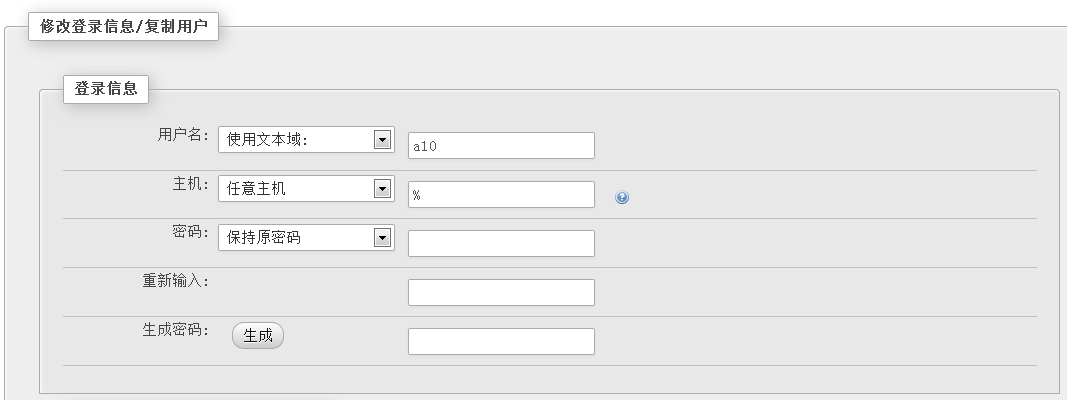 修改登录信息/复制用户
登录信息
用户名: 使用文本域: a10
主机: 任意主机 %
密码: 保持原密码
重新输入:
生成密码: 生成